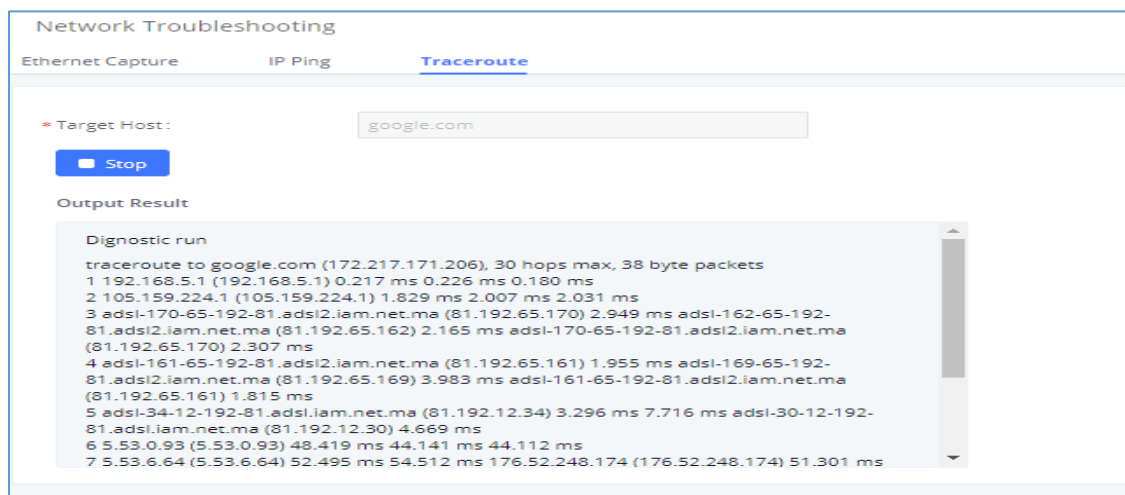 Network Troubleshooting
Ethernet Capture IP Ping Traceroute
* Target Host: google.com
Stop
Output Result
Dignostic run
traceroute to google.com (172.217.171.206), 30 hops max, 38 byte packets
1 192.168.5.1 (192.168.5.1) 0.217 ms 0.226 ms 0.180 ms
2 105.159.224.1 (105.159.224.1) 1.829 ms 2.007 ms 2.031 ms
3 adsl-170-65-192-81.adsl2.iam.net.ma (81.192.65.170) 2.949 ms adsl-162-65-192-
81.adsl2.iam.net.ma (81.192.65.162) 2.165 ms adsl-170-65-192-81.adsl2.iam.net.ma
(81.192.65.170) 2.307 ms
4 adsl-161-65-192-81.adsl2.iam.net.ma (81.192.65.161) 1.955 ms adsl-169-65-192-
81.adsl2.iam.net.ma (81.192.65.169) 3.983 ms adsl-161-65-192-81.adsl2.iam.net.ma
(81.192.65.161) 1.815 ms
5 adsl-34-12-192-81.adsl.iam.net.ma (81.192.12.34) 3.296 ms 7.716 ms adsl-30-12-192-
81.adsl.iam.net.ma (81.192.12.30) 4.669 ms
6 5.53.0.93 (5.53.0.93) 48.419 ms 44.141 ms 44.112 ms
7 5.53.6.64 (5.53.6.64) 52.495 ms 54.512 ms 176.52.248.174 (176.52.248.174) 51.301 ms